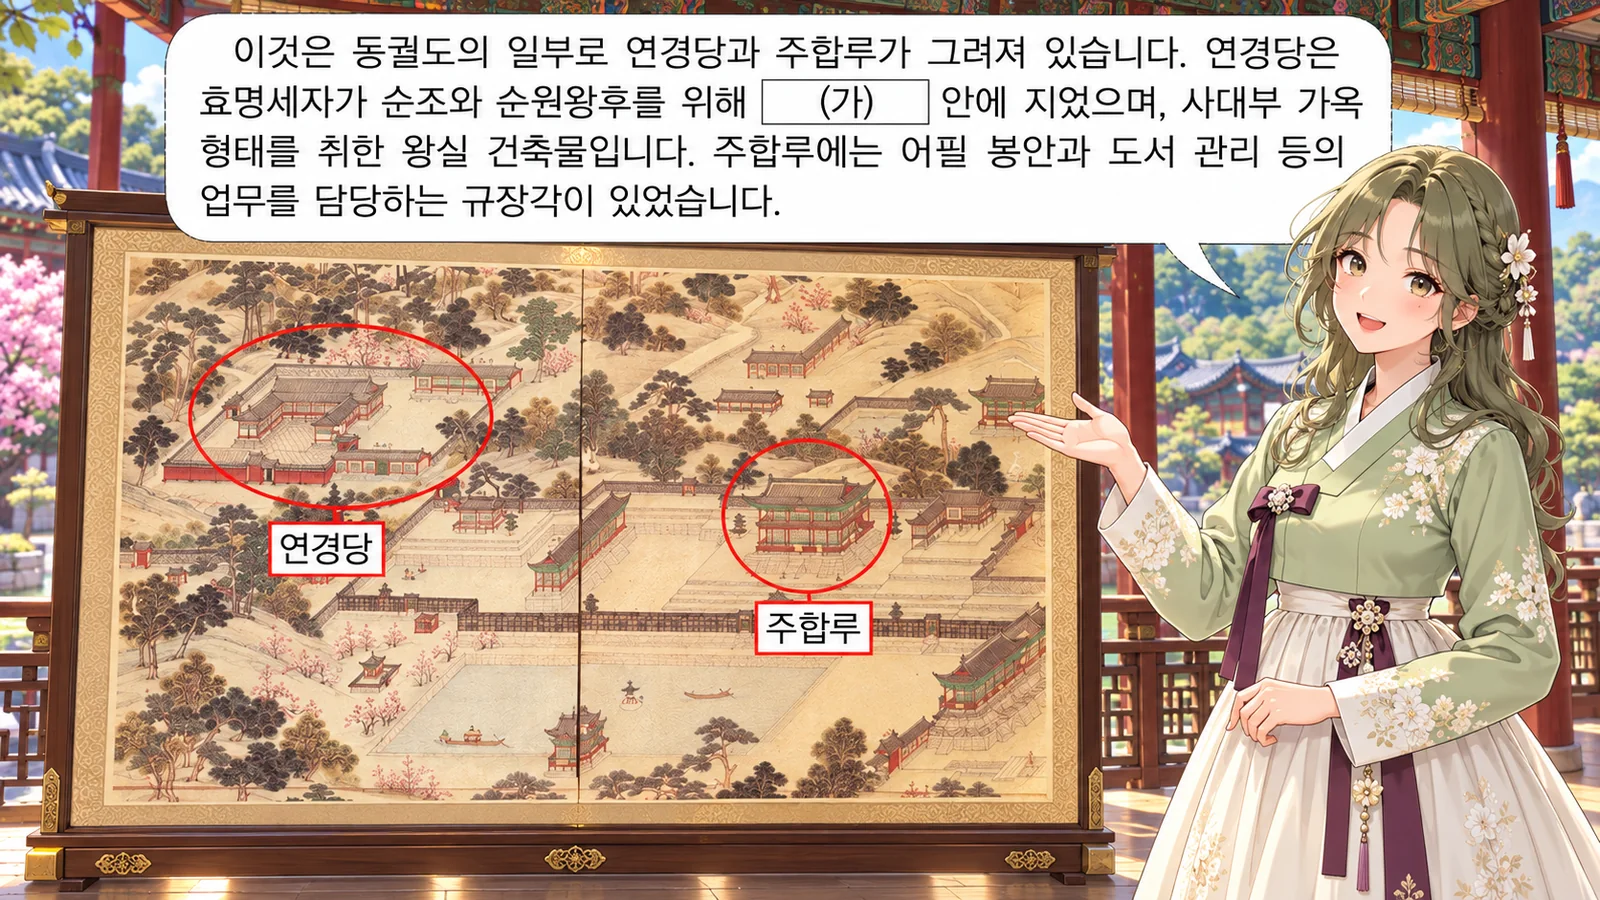 이것은 동궐도의 일부로 연경당과 주합루가 그려져 있습니다. 연경당은
효명세자가 순조와 순원왕후를 위해 (가) 안에 지었으며, 사대부 가옥
형태를 취한 왕실 건축물입니다. 주합루에는 어필 봉안과 도서 관리 등의
업무를 담당하는 규장각이 있었습니다.
연경당
주합루